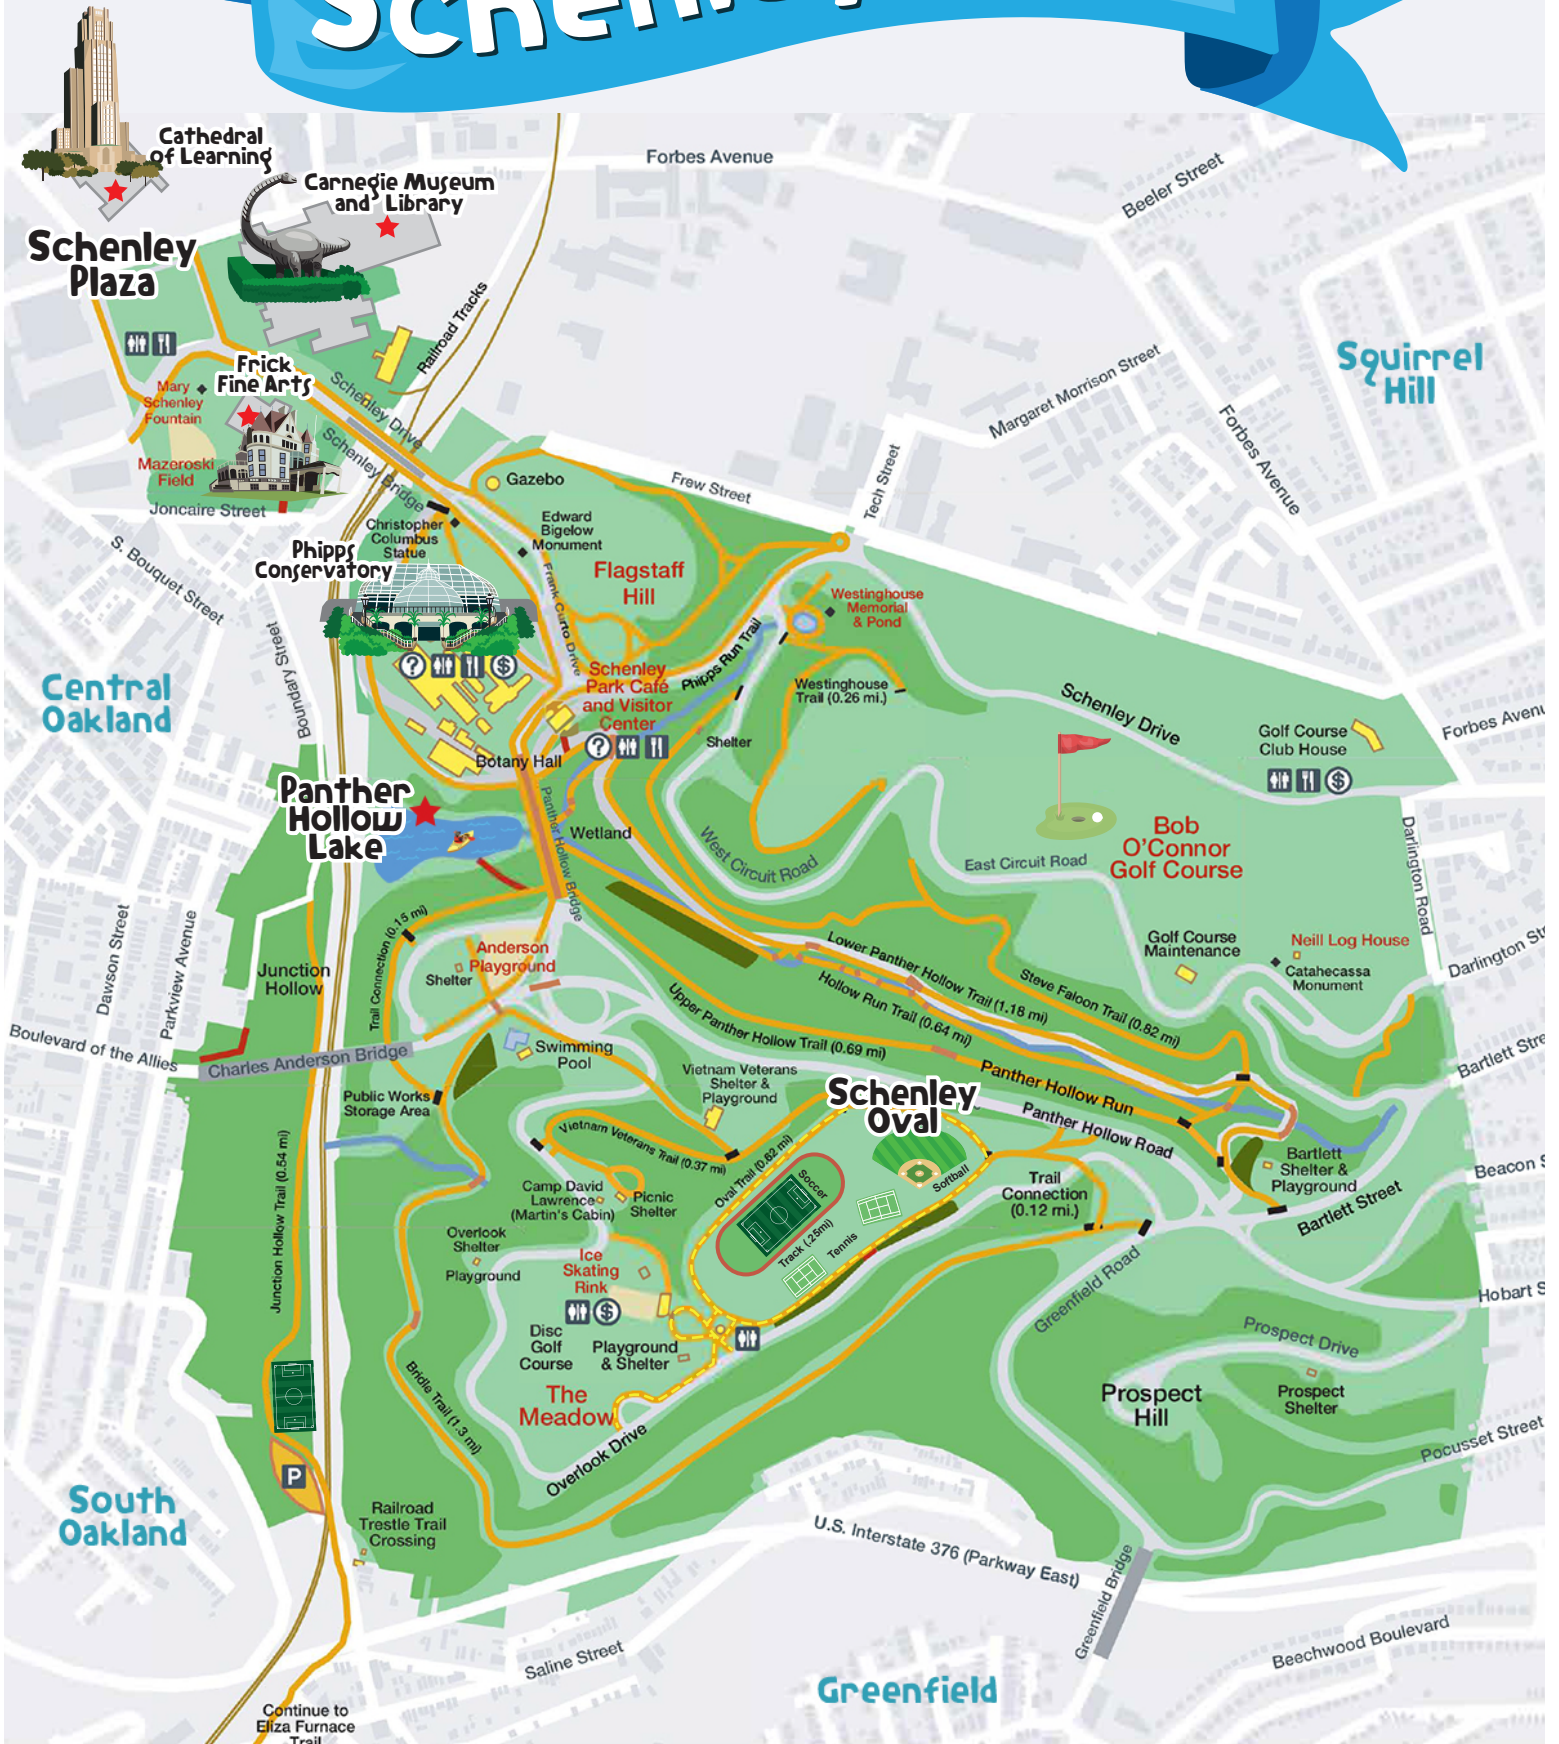 Schenley
Cathedral
of Learning
Carnegie Museum
and Library
Forbes Avenue
Beeler Street
Schenley
Plaza
Railroad Tracks
Squirrel
Hill
Frick
Fine Arts
Mary
Schenley
Fountain
Schenley Drive
Schenley Bridge
Margaret Morrison Street
Forbes Avenue
Tech Street
Frew Street
Mazeroski
Field
Joncaire Street
Gazebo
Christopher
Columbus
Statue
Edward
Bigelow
Monument
S. Bouquet Street
Phipps
Conservatory
Frank Curto Drive
Flagstaff
Hill
Westinghouse
Memorial
& Pond
Boundary Street
Phipps Run Trail
Central
Oakland
?
$
Schenley
Park Café
and Visitor
Center
?
Westinghouse
Trail (0.26 mi.)
Schenley Drive
Golf Course
Club House
$
Forbes Avenu
Shelter
Botany Hall
Panther
Hollow
Lake
Panther Hollow Bridge
Wetland
West Circuit Road
East Circuit Road
Bob
O'Connor
Golf Course
Darlington Road
Dawson Street
Parkview Avenue
Trail Connection (0.15 mi)
Anderson
Playground
Shelter
Junction
Hollow
Lower Panther Hollow Trail (1.18 mi)
Hollow Run Trail (0.64 mi)
Steve Faloon Trail (0.82 mi)
Golf Course
Maintenance
Neill Log House
Catahecassa
Monument
Darlington Str
Boulevard of the Allies
Charles Anderson Bridge
Upper Panther Hollow Trail (0.69 mi)
Swimming
Pool
Bartlett Stre
Public Works
Storage Area
Vietnam Veterans
Shelter &
Playground
Schenley
Oval
Panther Hollow Run
Panther Hollow Road
Vietnam Veterans Trail (0.37 mi)
Oval Trail (0.62 mi)
Soccer
Softball
Track (.25mi)
Tennis
Trail
Connection
(0.12 mi.)
Bartlett
Shelter &
Playground
Bartlett Street
Beacon S
Junction Hollow Trail (0.54 mi)
Camp David
Lawrence
(Martin's Cabin)
Picnic
Shelter
Overlook
Shelter
Playground
Ice
Skating
Rink
$
Greenfield Road
Hobart S
Prospect Drive
Disc
Golf
Course
Playground
& Shelter
The
Meadow
Bridle Trail (1.3 mi)
Overlook Drive
Prospect
Hill
Prospect
Shelter
Pocusset Street
P
South
Oakland
Railroad
Trestle Trail
Crossing
U.S. Interstate 376 (Parkway East)
Greenfield Bridge
Saline Street
Greenfield
Beechwood Boulevard
Continue to
Eliza Furnace
Trail